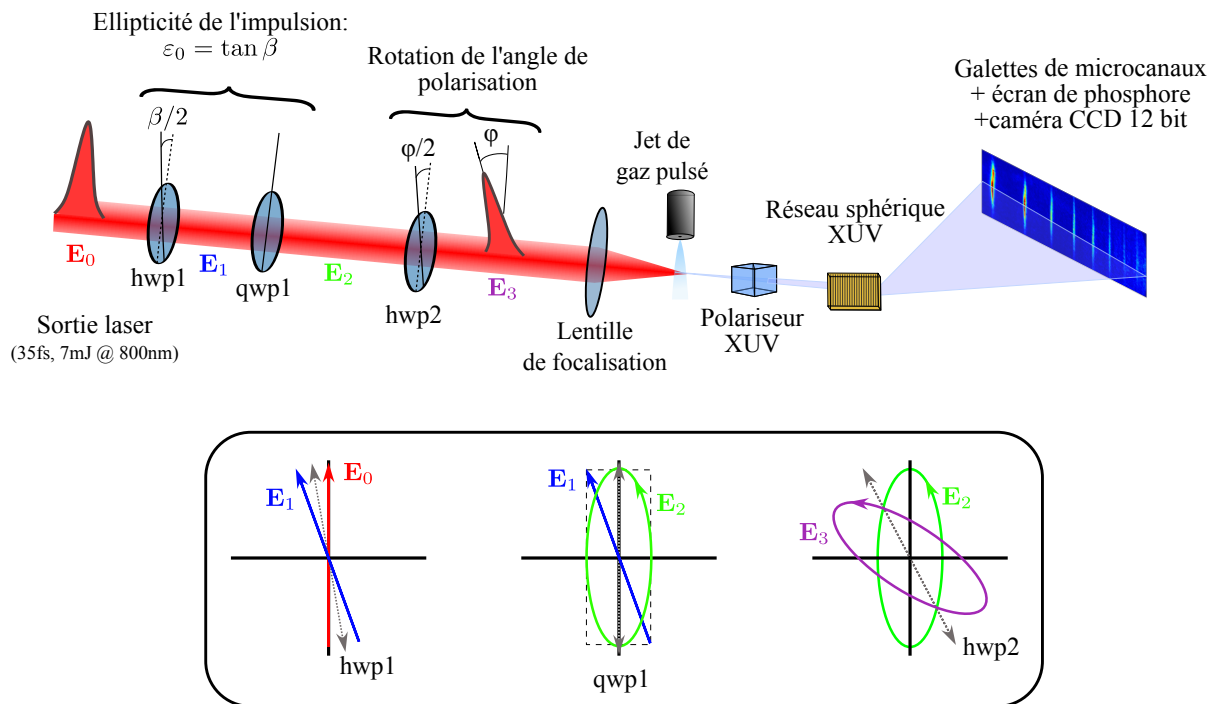 Ellipticité de l'impulsion:
ε₀ = tan β
Rotation de l'angle de
polarisation
Galettes de microcanaux
+ écran de phosphore
+caméra CCD 12 bit
β/2
φ/2
φ
Jet de
gaz pulsé
Réseau sphérique
XUV
E₀
hwp1
E₁
qwp1
E₂
hwp2
E₃
Lentille
de focalisation
Polariseur
XUV
Sortie laser
(35fs, 7mJ @ 800nm)
E₀
E₁
hwp1
E₁
E₂
qwp1
E₂
E₃
hwp2